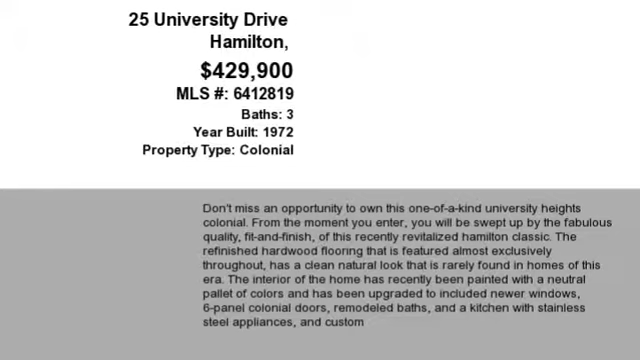 25 University Drive
Hamilton,
$429,900
MLS #: 6412819
Baths: 3
Year Built: 1972
Property Type: Colonial
Don't miss an opportunity to own this one-of-a-kind university heights
colonial. From the moment you enter, you will be swept up by the fabulous
quality, fit-and-finish, of this recently revitalized hamilton classic. The
refinished hardwood flooring that is featured almost exclusively
throughout, has a clean natural look that is rarely found in homes of this
era. The interior of the home has recently been painted with a neutral
pallet of colors and has been upgraded to included newer windows,
6-panel colonial doors, remodeled baths, and a kitchen with stainless
steel appliances, and custom